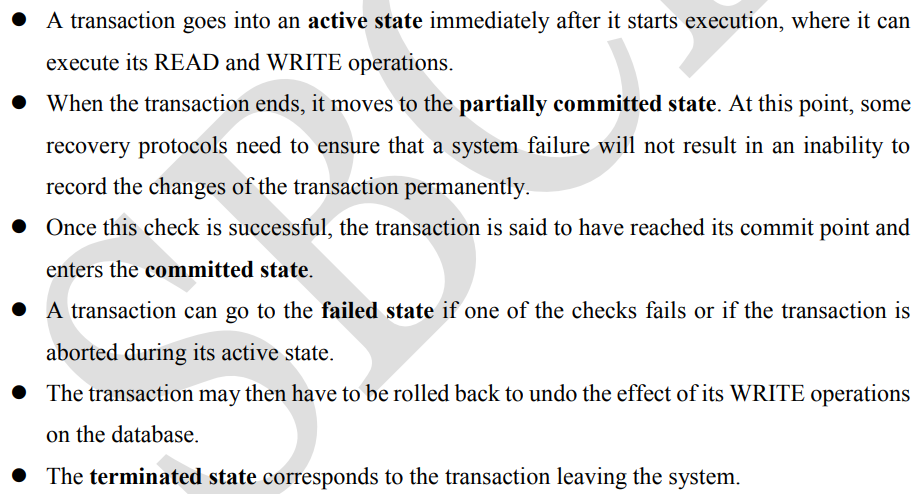 ● A transaction goes into an active state immediately after it starts execution, where it can
execute its READ and WRITE operations.
● When the transaction ends, it moves to the partially committed state. At this point, some
recovery protocols need to ensure that a system failure will not result in an inability to
record the changes of the transaction permanently.
● Once this check is successful, the transaction is said to have reached its commit point and
enters the committed state.
● A transaction can go to the failed state if one of the checks fails or if the transaction is
aborted during its active state.
● The transaction may then have to be rolled back to undo the effect of its WRITE operations
on the database.
● The terminated state corresponds to the transaction leaving the system.